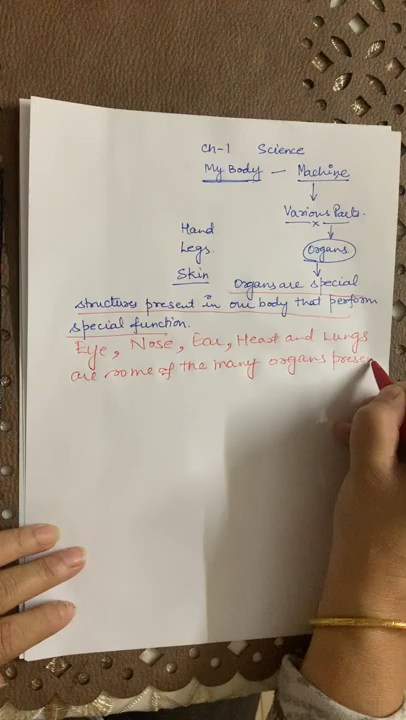 Ch-1 Science
My Body - Machine
Various Parts.
x
Hand
Legs.
Organs
Skin
Organs are special
structures present in our body that perform
special function.
Eye, Nose, Ear, Heart and Lungs
are some of the many organs presen